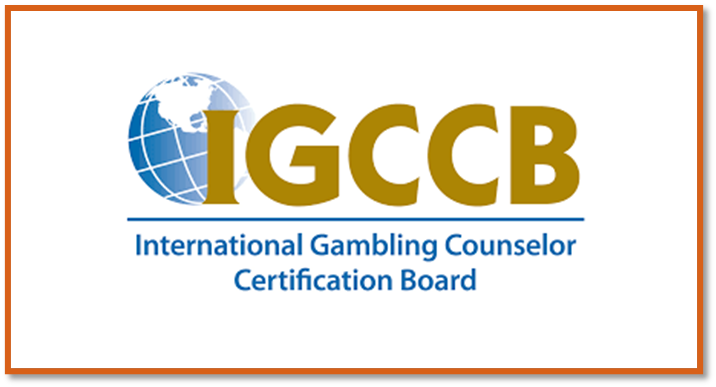 IGCCB
International Gambling Counselor
Certification Board